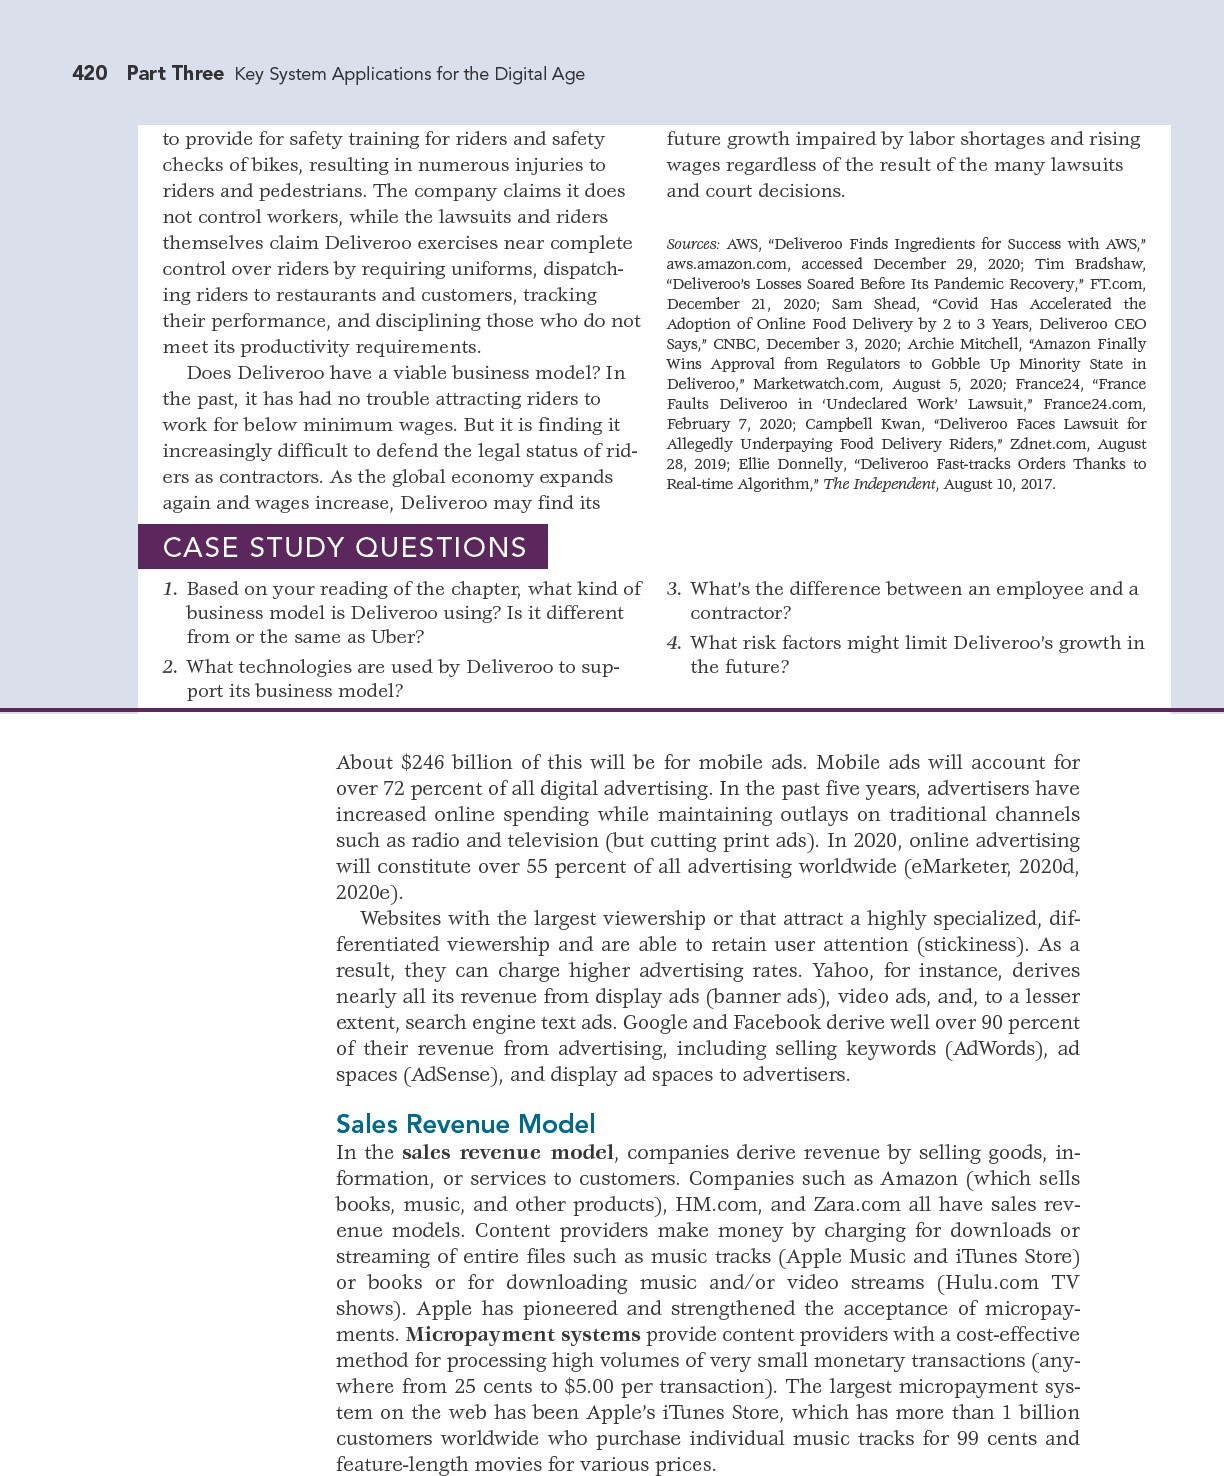 420 Part Three Key System Applications for the Digital Age
to provide for safety training for riders and safety
checks of bikes, resulting in numerous injuries to
riders and pedestrians. The company claims it does
not control workers, while the lawsuits and riders
themselves claim Deliveroo exercises near complete
control over riders by requiring uniforms, dispatch-
ing riders to restaurants and customers, tracking
their performance, and disciplining those who do not
meet its productivity requirements.
Does Deliveroo have a viable business model? In
the past, it has had no trouble attracting riders to
work for below minimum wages. But it is finding it
increasingly difficult to defend the legal status of rid-
ers as contractors. As the global economy expands
again and wages increase, Deliveroo may find its
future growth impaired by labor shortages and rising
wages regardless of the result of the many lawsuits
and court decisions.
Sources: AWS, “Deliveroo Finds Ingredients for Success with AWS,”
aws.amazon.com, accessed December 29, 2020; Tim Bradshaw,
“Deliveroo’s Losses Soared Before Its Pandemic Recovery,” FT.com,
December 21, 2020; Sam Shead, “Covid Has Accelerated the
Adoption of Online Food Delivery by 2 to 3 Years, Deliveroo CEO
Says,” CNBC, December 3, 2020; Archie Mitchell, “Amazon Finally
Wins Approval from Regulators to Gobble Up Minority State in
Deliveroo,” Marketwatch.com, August 5, 2020; France24, “France
Faults Deliveroo in ‘Undeclared Work’ Lawsuit,” France24.com,
February 7, 2020; Campbell Kwan, “Deliveroo Faces Lawsuit for
Allegedly Underpaying Food Delivery Riders,” Zdnet.com, August
28, 2019; Ellie Donnelly, “Deliveroo Fast-tracks Orders Thanks to
Real-time Algorithm,” The Independent, August 10, 2017.
CASE STUDY QUESTIONS
1. Based on your reading of the chapter, what kind of
business model is Deliveroo using? Is it different
from or the same as Uber?
2. What technologies are used by Deliveroo to sup-
port its business model?
3. What’s the difference between an employee and a
contractor?
4. What risk factors might limit Deliveroo’s growth in
the future?
About $246 billion of this will be for mobile ads. Mobile ads will account for
over 72 percent of all digital advertising. In the past five years, advertisers have
increased online spending while maintaining outlays on traditional channels
such as radio and television (but cutting print ads). In 2020, online advertising
will constitute over 55 percent of all advertising worldwide (eMarketer, 2020d,
2020e).
Websites with the largest viewership or that attract a highly specialized, dif-
ferentiated viewership and are able to retain user attention (stickiness). As a
result, they can charge higher advertising rates. Yahoo, for instance, derives
nearly all its revenue from display ads (banner ads), video ads, and, to a lesser
extent, search engine text ads. Google and Facebook derive well over 90 percent
of their revenue from advertising, including selling keywords (AdWords), ad
spaces (AdSense), and display ad spaces to advertisers.
Sales Revenue Model
In the sales revenue model, companies derive revenue by selling goods, in-
formation, or services to customers. Companies such as Amazon (which sells
books, music, and other products), HM.com, and Zara.com all have sales rev-
enue models. Content providers make money by charging for downloads or
streaming of entire files such as music tracks (Apple Music and iTunes Store)
or books or for downloading music and/or video streams (Hulu.com TV
shows). Apple has pioneered and strengthened the acceptance of micropay-
ments. Micropayment systems provide content providers with a cost-effective
method for processing high volumes of very small monetary transactions (any-
where from 25 cents to $5.00 per transaction). The largest micropayment sys-
tem on the web has been Apple’s iTunes Store, which has more than 1 billion
customers worldwide who purchase individual music tracks for 99 cents and
feature-length movies for various prices.